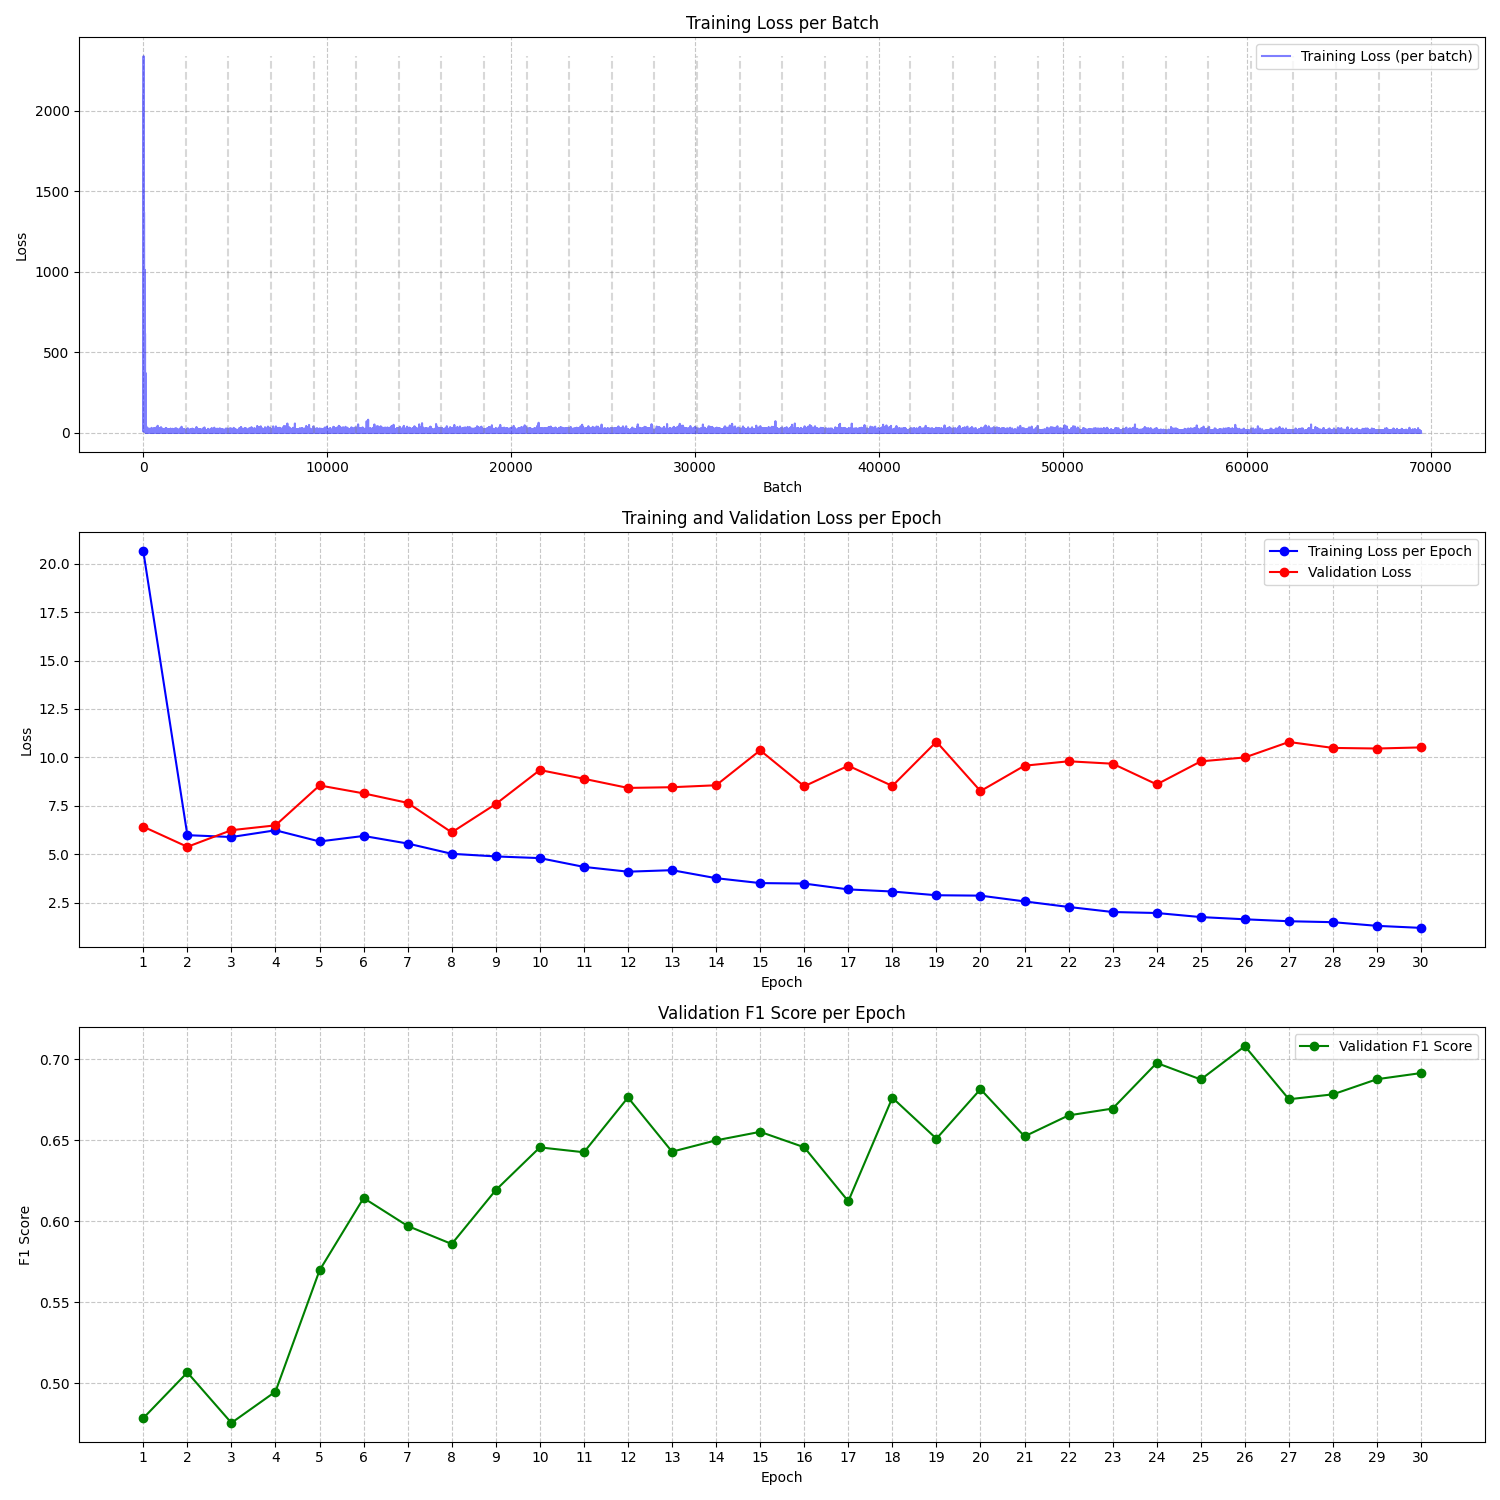 Training Loss per Batch
Training Loss (per batch)
2000
1500
1000
500
0
Loss
0 10000 20000 30000 40000 50000 60000 70000
Batch
Training and Validation Loss per Epoch
Training Loss per Epoch
Validation Loss
20.0
17.5
15.0
12.5
10.0
7.5
5.0
2.5
Loss
1 2 3 4 5 6 7 8 9 10 11 12 13 14 15 16 17 18 19 20 21 22 23 24 25 26 27 28 29 30
Epoch
Validation F1 Score per Epoch
Validation F1 Score
0.70
0.65
0.60
0.55
0.50
F1 Score
1 2 3 4 5 6 7 8 9 10 11 12 13 14 15 16 17 18 19 20 21 22 23 24 25 26 27 28 29 30
Epoch